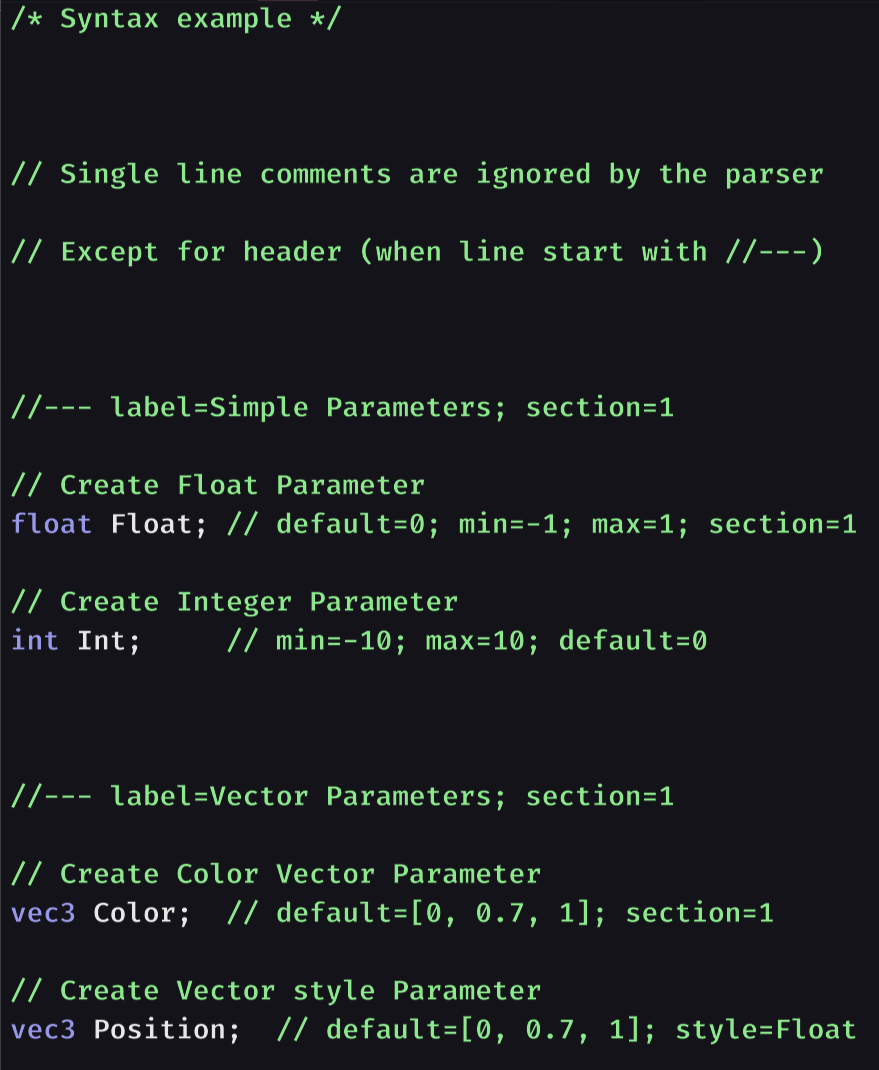 /* Syntax example */
// Single line comments are ignored by the parser
// Except for header (when line start with //---)
//--- label=Simple Parameters; section=1
// Create Float Parameter
float Float; // default=0; min=-1; max=1; section=1
// Create Integer Parameter
int Int;     // min=-10; max=10; default=0
//--- label=Vector Parameters; section=1
// Create Color Vector Parameter
vec3 Color;  // default=[0, 0.7, 1]; section=1
// Create Vector style Parameter
vec3 Position;  // default=[0, 0.7, 1]; style=Float